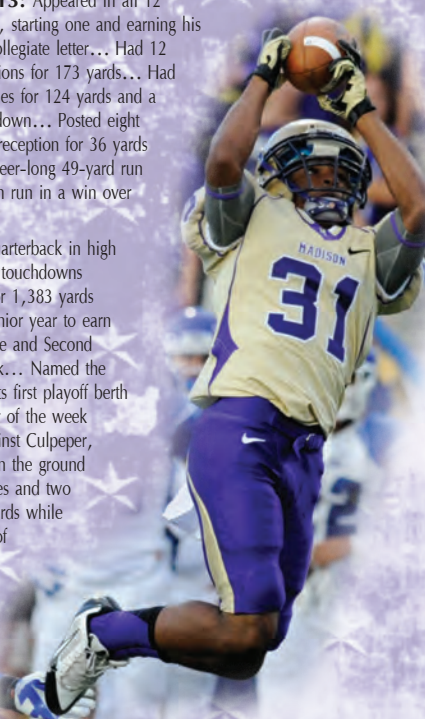 Appeared in all 12
, starting one and earning his
ollegiate letter… Had 12
ions for 173 yards… Had
es for 124 yards and a
down… Posted eight
reception for 36 yards
eer-long 49-yard run
n run in a win over
arterback in high
touchdowns
r 1,383 yards
nior year to earn
e and Second
k… Named the
ts first playoff berth
of the week
inst Culpeper,
n the ground
es and two
rds while
of
MADISON
31